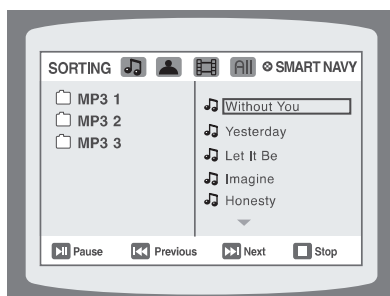 SORTING All SMART NAVY
MP3 1
MP3 2
MP3 3
Without You
Yesterday
Let It Be
Imagine
Honesty
Pause Previous Next Stop